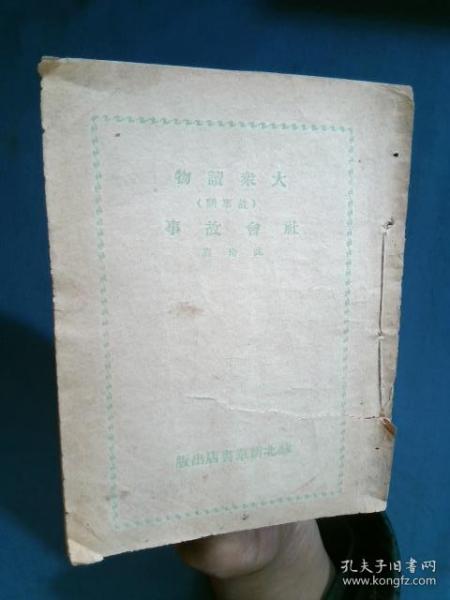 大衆讀物
(故事類)
社會故事
蘇北新華書店出版
孔夫子旧书网
www.kongfz.com